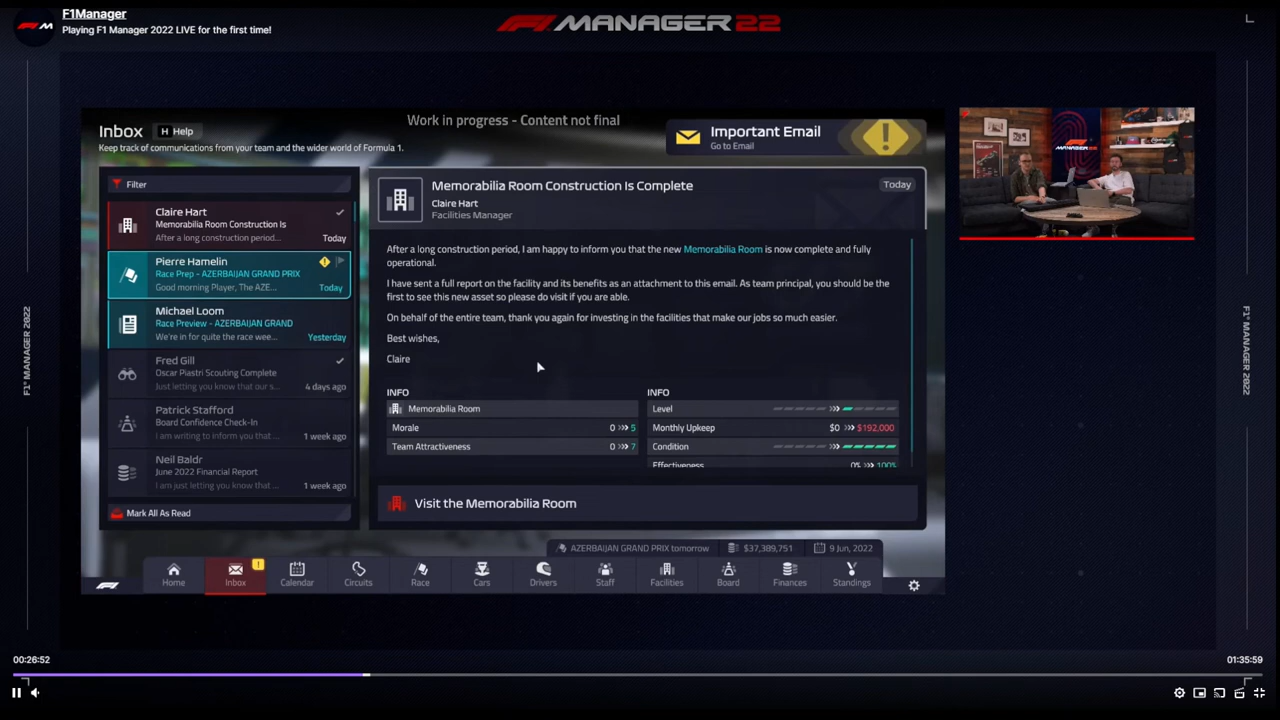 F1Manager
Playing F1 Manager 2022 LIVE for the first time!
F1 MANAGER 22
Work in progress - Content not final
Inbox
H Help
Keep track of communications from your team and the wider world of Formula 1.
Important Email
Go to Email
Filter
Claire Hart
Memorabilia Room Construction Is
After a long construction period...
Today
Pierre Hamelin
Race Prep - AZERBAIJAN GRAND PRIX
Good morning Player, The AZE...
Today
Michael Loom
Race Preview - AZERBAIJAN GRAND
We're in for quite the race wee...
Yesterday
Fred Gill
Oscar Piastri Scouting Complete
Just letting you know that our s...
4 days ago
Patrick Stafford
Board Confidence Check-In
I am writing to inform you that ...
1 week ago
Neil Baldr
June 2022 Financial Report
I am just letting you know that ...
1 week ago
Mark All As Read
Memorabilia Room Construction Is Complete
Today
Claire Hart
Facilities Manager
After a long construction period, I am happy to inform you that the new Memorabilia Room is now complete and fully
operational.
I have sent a full report on the facility and its benefits as an attachment to this email. As team principal, you should be the
first to see this new asset so please do visit if you are able.
On behalf of the entire team, thank you again for investing in the facilities that make our jobs so much easier.
Best wishes,
Claire
INFO
Memorabilia Room
Morale 0 >>> 5
Team Attractiveness 0 >>> 7
INFO
Level >>>
Monthly Upkeep $0 >>> $192,000
Condition >>>
Effectiveness 0% >>> 100%
Visit the Memorabilia Room
AZERBAIJAN GRAND PRIX tomorrow
$37,389,751
9 Jun, 2022
Home
Inbox
Calendar
Circuits
Race
Cars
Drivers
Staff
Facilities
Board
Finances
Standings
F1® MANAGER 2022
F1® MANAGER 2022
MANAGER 22
00:26:52
01:35:59